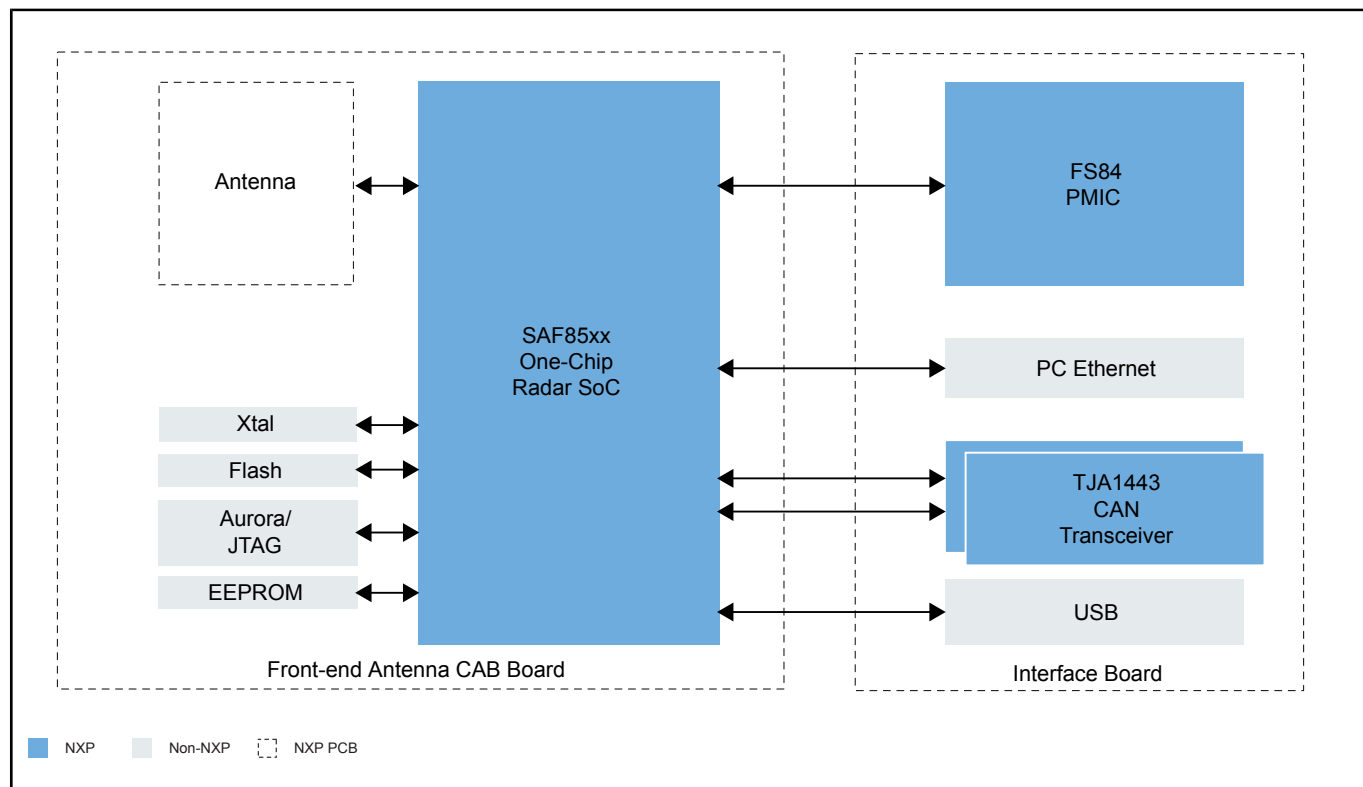 Antenna
Xtal
Flash
Aurora/
JTAG
EEPROM
SAF85xx
One-Chip
Radar SoC
Front-end Antenna CAB Board
FS84
PMIC
PC Ethernet
TJA1443
CAN
Transceiver
USB
Interface Board
NXP
Non-NXP
NXP PCB